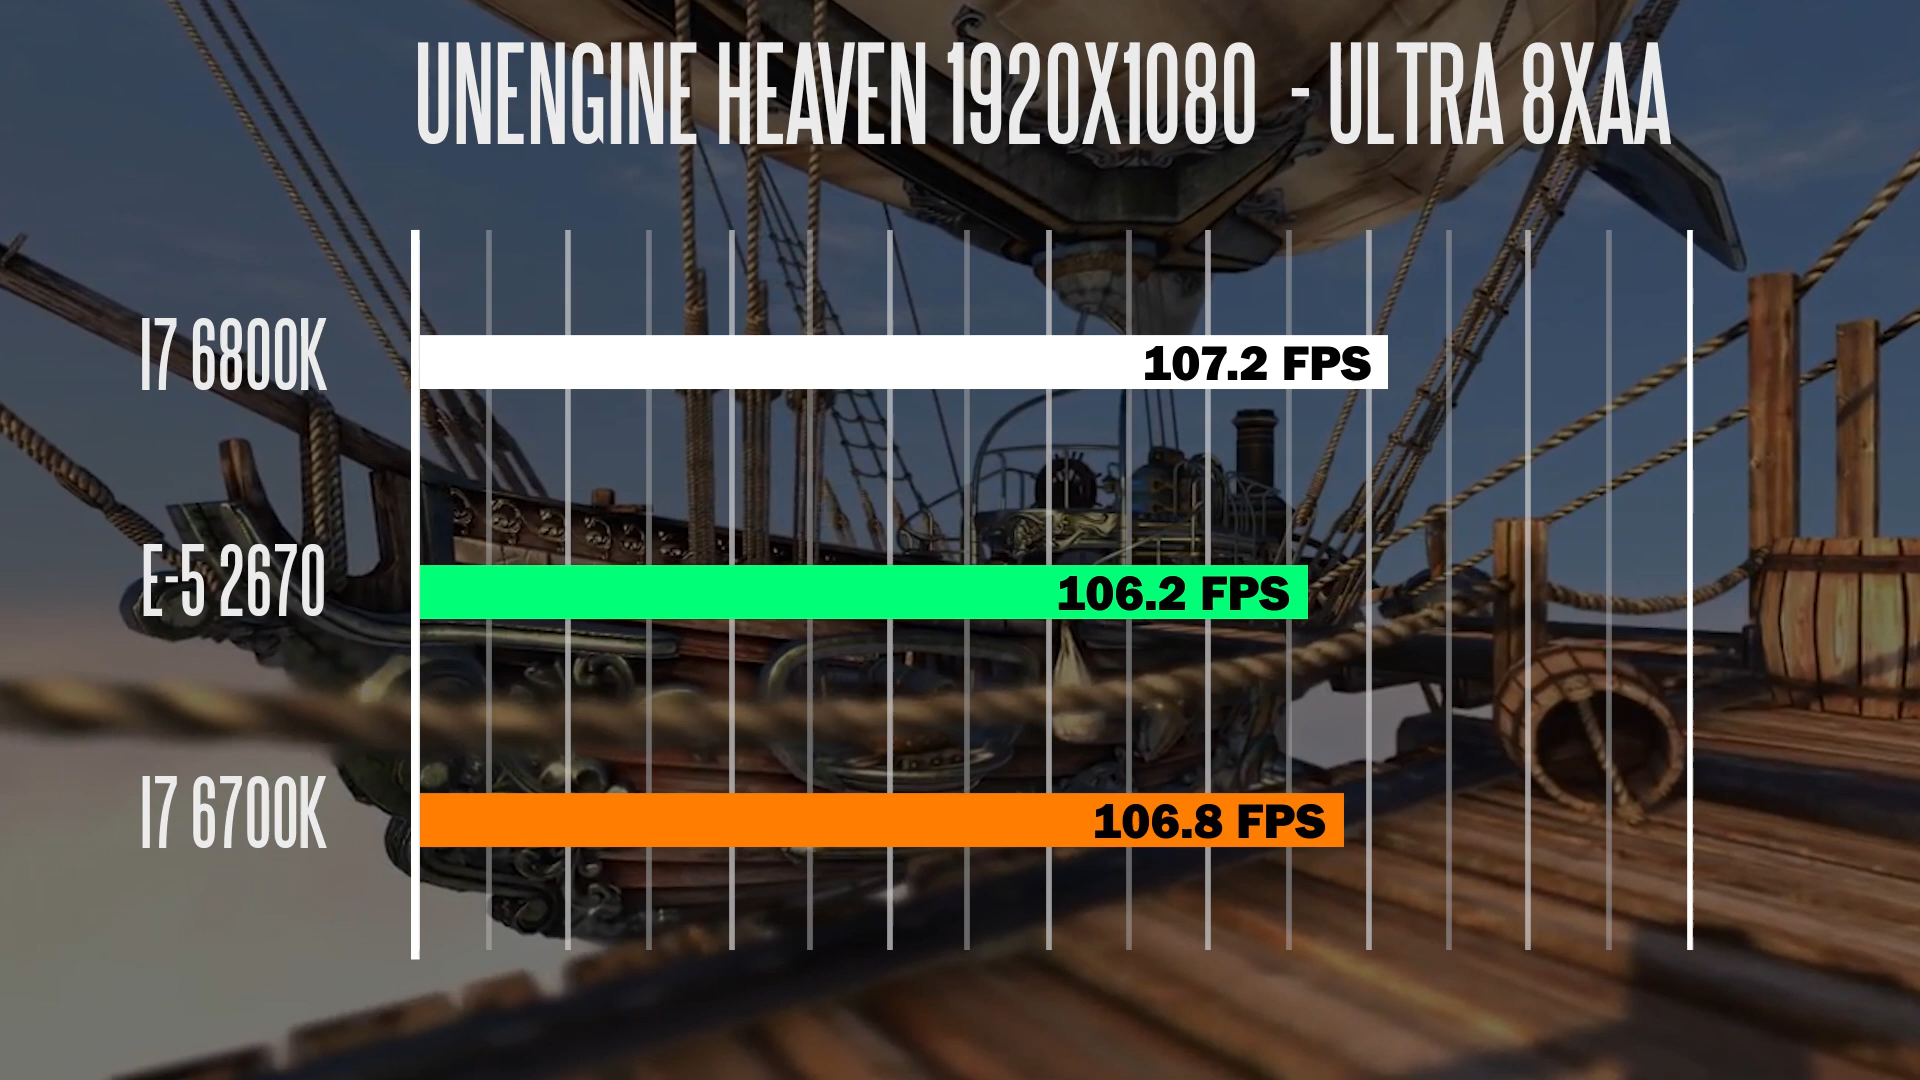 UNENGINE HEAVEN 1920X1080 - ULTRA 8XAA
I7 6800K
107.2 FPS
E-5 2670
106.2 FPS
I7 6700K
106.8 FPS